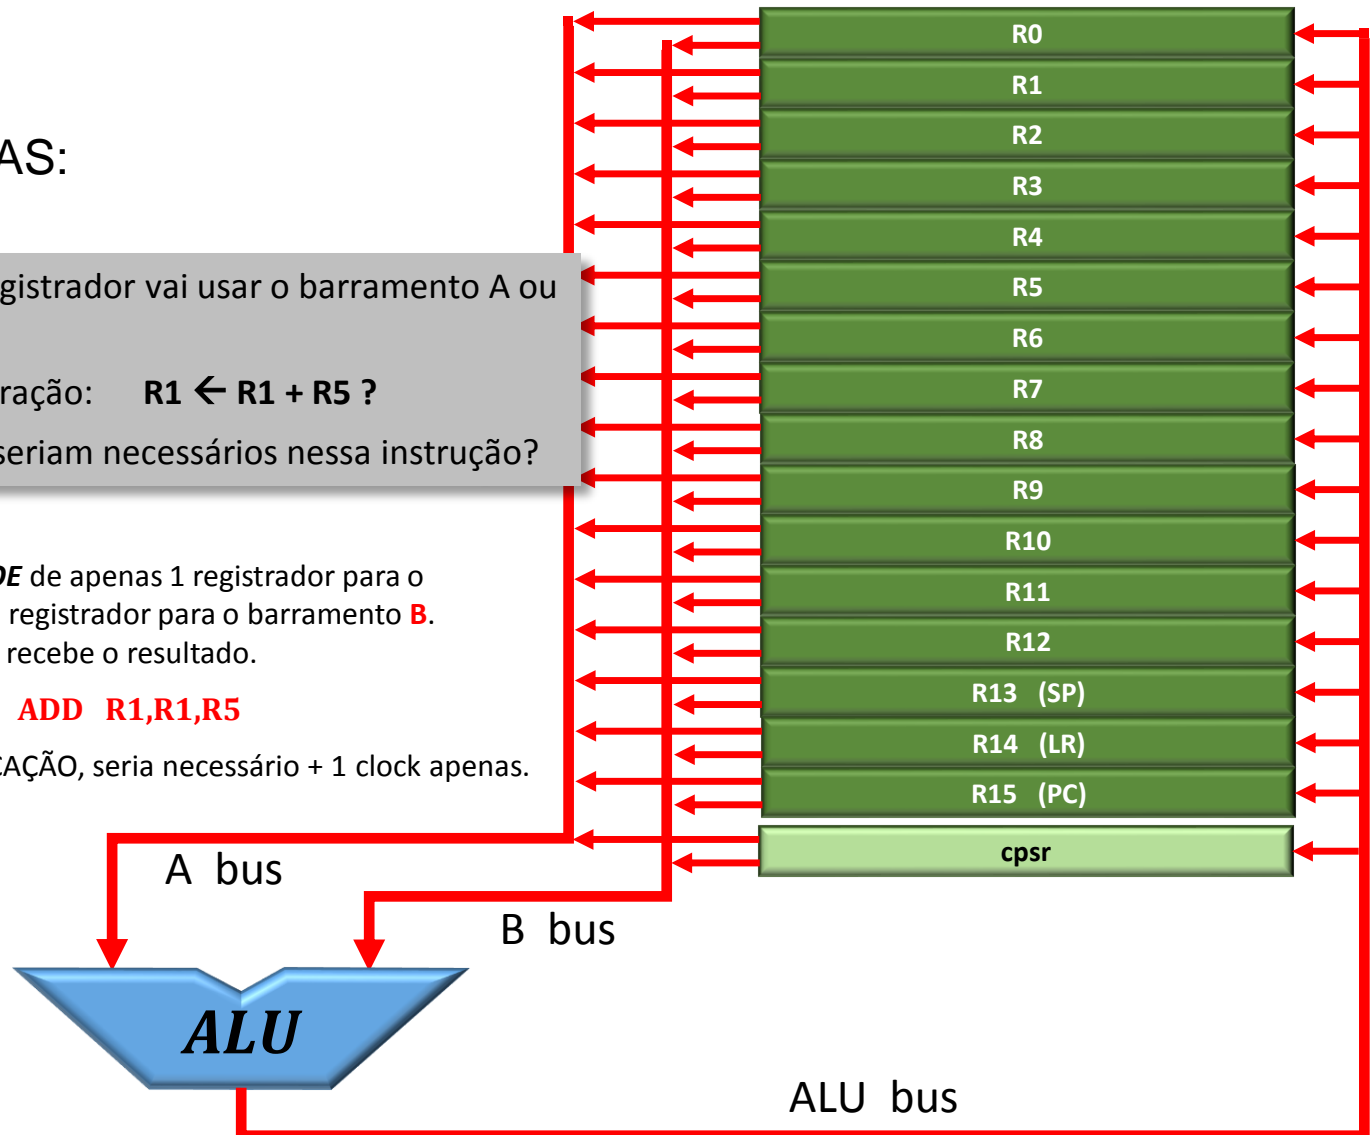 AS:
gistrador vai usar o barramento A ou
ração: R1 ← R1 + R5 ?
seriam necessários nessa instrução?
OE de apenas 1 registrador para o
registrador para o barramento B.
recebe o resultado.
ADD R1,R1,R5
CAÇÃO, seria necessário + 1 clock apenas.
R0
R1
R2
R3
R4
R5
R6
R7
R8
R9
R10
R11
R12
R13 (SP)
R14 (LR)
R15 (PC)
cpsr
A bus
B bus
ALU
ALU bus